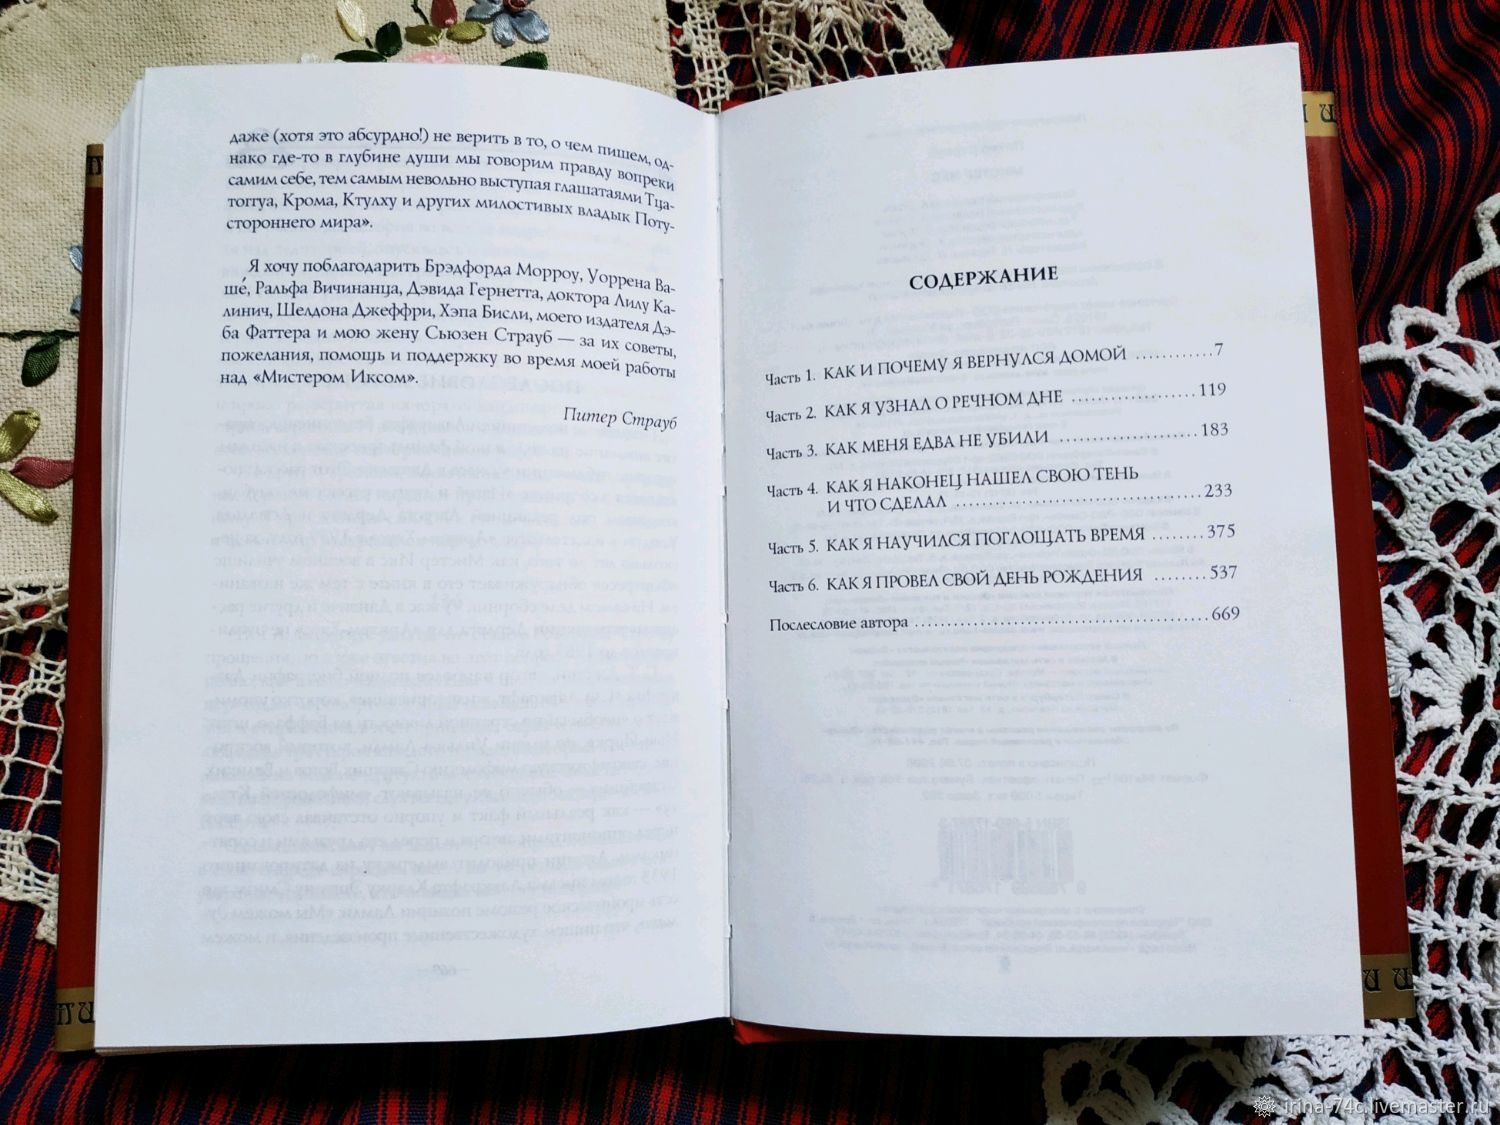 даже (хотя это абсурдно!) не верить в то, о чем пишем, од-
нако где-то в глубине души мы говорим правду вопреки
самим себе, тем самым невольно выступая глашатаями Тца-
тоггуа, Крома, Ктулху и других милостивых владык Поту-
стороннего мира».
Я хочу поблагодарить Брэдфорда Морроу, Уоррена Ва-
ше́, Ральфа Вичинанца, Дэвида Гернетта, доктора Лилу Ка-
линич, Шелдона Джеффри, Хэпа Бисли, моего издателя Дэ-
ба Фаттера и мою жену Сьюзен Страуб — за их советы,
пожелания, помощь и поддержку во время моей работы
над «Мистером Иксом».
Питер Страуб
СОДЕРЖАНИЕ
Часть 1. КАК И ПОЧЕМУ Я ВЕРНУЛСЯ ДОМОЙ ............7
Часть 2. КАК Я УЗНАЛ О РЕЧНОМ ДНЕ ..................119
Часть 3. КАК МЕНЯ ЕДВА НЕ УБИЛИ ....................183
Часть 4. КАК Я НАКОНЕЦ НАШЕЛ СВОЮ ТЕНЬ
И ЧТО СДЕЛАЛ ...................................233
Часть 5. КАК Я НАУЧИЛСЯ ПОГЛОЩАТЬ ВРЕМЯ ........375
Часть 6. КАК Я ПРОВЕЛ СВОЙ ДЕНЬ РОЖДЕНИЯ ........537
Послесловие автора ..........................................669
irina-74c.livemaster.ru